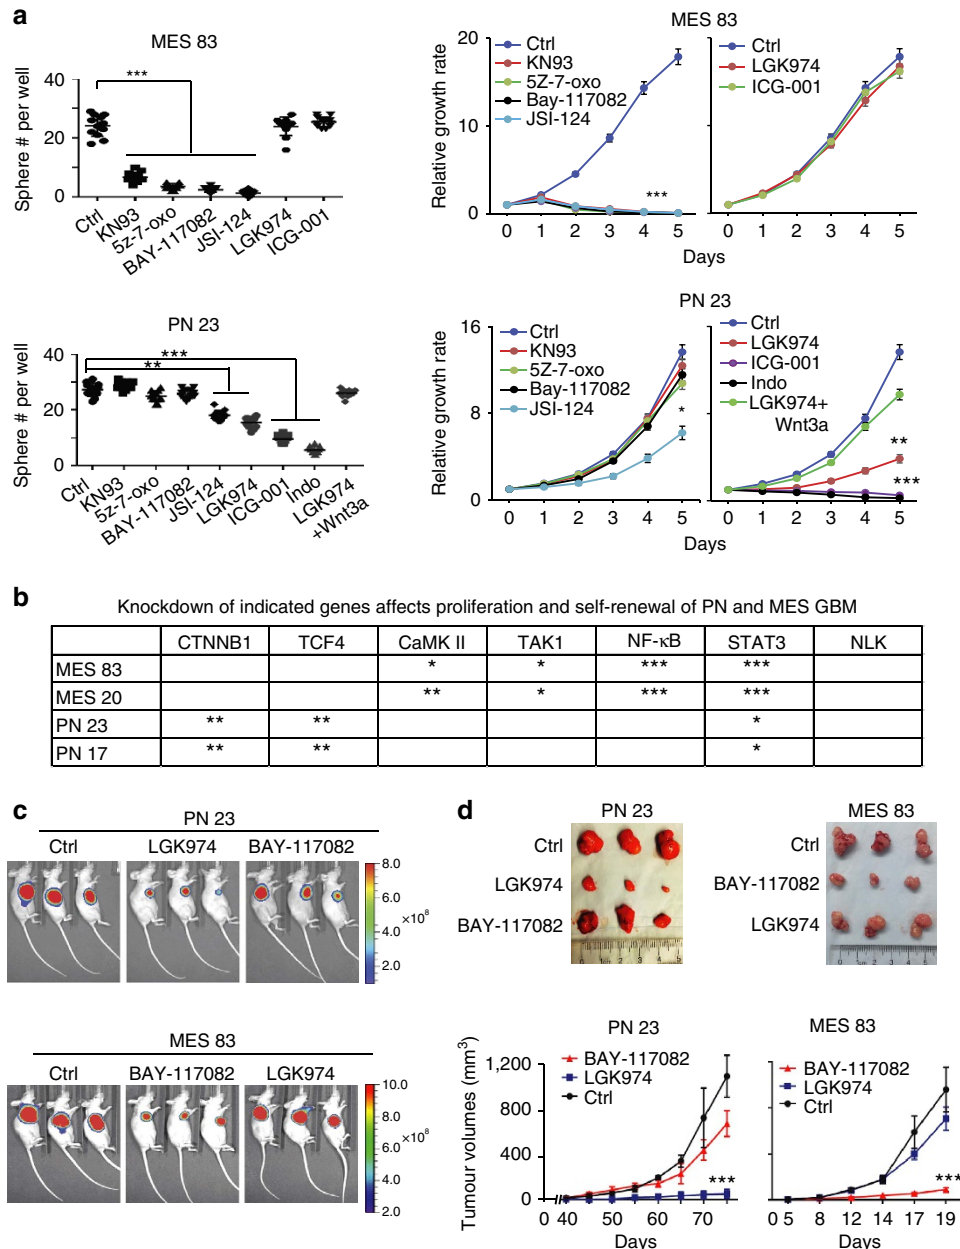 a
MES 83
Sphere # per well
40
20
0
***
Ctrl
KN93
5z-7-oxo
BAY-117082
JSI-124
LGK974
ICG-001
MES 83
Relative growth rate
20
10
0
Ctrl
KN93
5Z-7-oxo
Bay-117082
JSI-124
***
0 1 2 3 4 5
Ctrl
LGK974
ICG-001
0 1 2 3 4 5
Days
PN 23
Sphere # per well
40
20
0
***
**
Ctrl
KN93
5z-7-oxo
BAY-117082
JSI-124
LGK974
ICG-001
Indo
LGK974
+Wnt3a
PN 23
Relative growth rate
16
8
0
Ctrl
KN93
5Z-7-oxo
Bay-117082
JSI-124
*
0 1 2 3 4 5
Ctrl
LGK974
ICG-001
Indo
LGK974+
Wnt3a
**
***
0 1 2 3 4 5
Days
b
Knockdown of indicated genes affects proliferation and self-renewal of PN and MES GBM
CTNNB1 TCF4 CaMK II TAK1 NF-κB STAT3 NLK
MES 83 * * *** ***
MES 20 ** * *** ***
PN 23 ** ** *
PN 17 ** ** *
c
PN 23
Ctrl LGK974 BAY-117082
8.0
6.0
×10⁸
4.0
2.0
MES 83
Ctrl BAY-117082 LGK974
10.0
8.0
×10⁸
6.0
4.0
2.0
d
PN 23
Ctrl
LGK974
BAY-117082
MES 83
Ctrl
BAY-117082
LGK974
PN 23
Tumour volumes (mm³)
1,200
800
400
0
BAY-117082
LGK974
Ctrl
***
0 40 50 60 70
Days
MES 83
BAY-117082
LGK974
Ctrl
***
0 5 8 12 14 17 19
Days